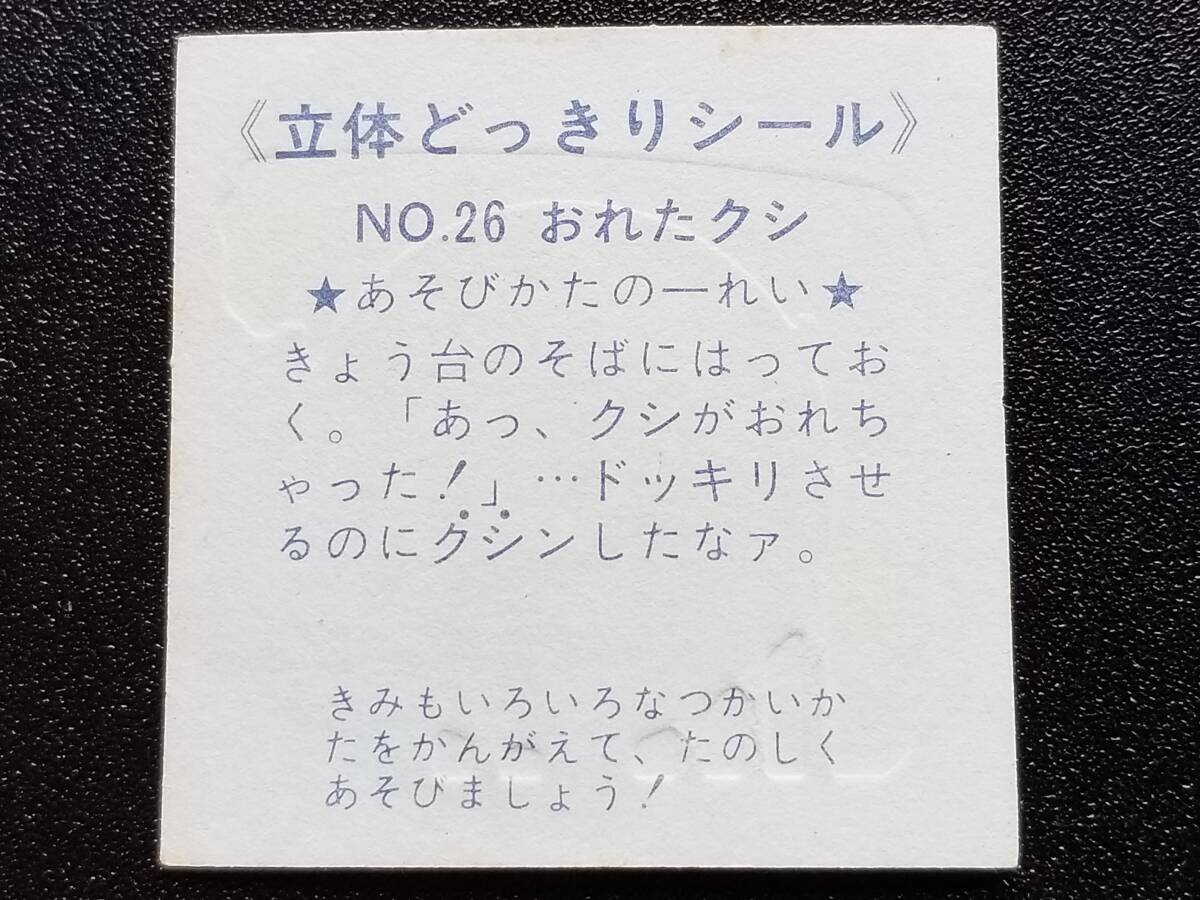 《立体どっきりシール》
NO.26 おれたクシ
★あそびかたの一れい★
きょう台のそばにはってお
く。「あっ、クシがおれち
ゃった!」…ドッキリさせ
るのにクシンしたなァ。
きみもいろいろなつかいか
たをかんがえて、たのしく
あそびましょう!